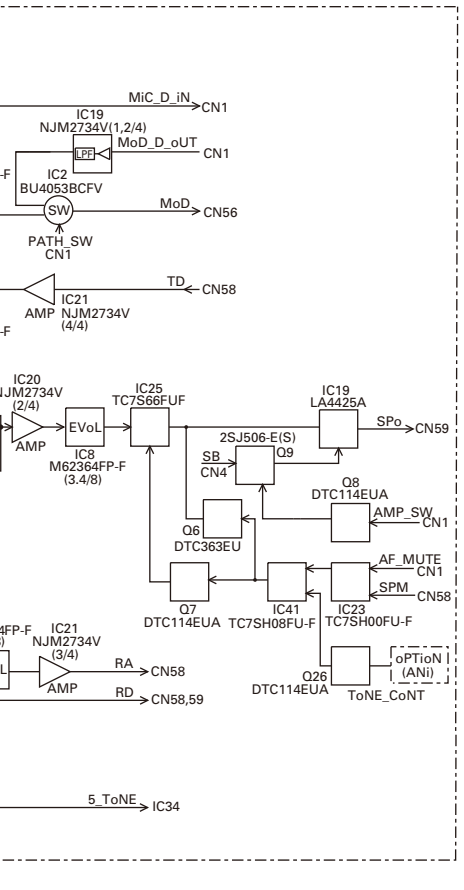 MiC_D_iN
CN1
IC19
NJM2734V(1,2/4)
MoD_D_oUT
LPF
CN1
-F
IC2
BU4053BCFV
SW
MoD
CN56
PATH_SW
CN1
TD
CN58
IC21
AMP NJM2734V
(4/4)
-F
IC20
NJM2734V
(2/4)
AMP
EVoL
IC8
M62364FP-F
(3.4/8)
IC25
TC7S66FUF
IC19
LA4425A
SPo
CN59
2SJ506-E(S)
SB
CN4
Q9
Q8
DTC114EUA
AMP_SW
CN1
Q6
DTC363EU
AF_MUTE
CN1
SPM
CN58
Q7
DTC114EUA
IC41
TC7SH08FU-F
IC23
TC7SH00FU-F
4FP-F
)
L
IC21
NJM2734V
(3/4)
AMP
RA
CN58
RD
CN58,59
Q26
DTC114EUA
oPTioN
(ANi)
ToNE_CoNT
5_ToNE
IC34